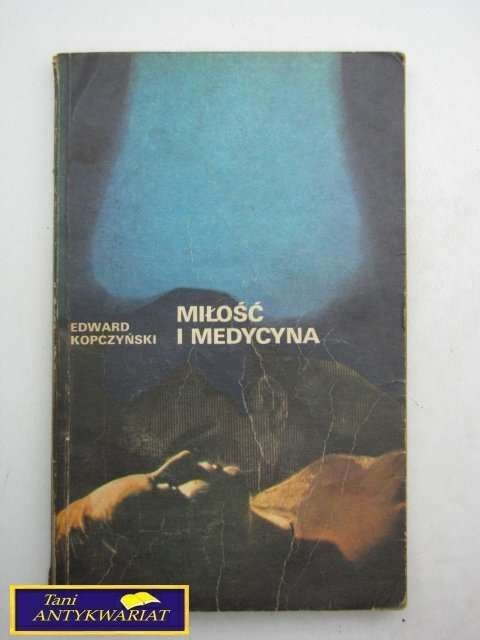 EDWARD
KOPCZYŃSKI
MIŁOŚĆ
I MEDYCYNA
Tani
ANTYKWARIAT